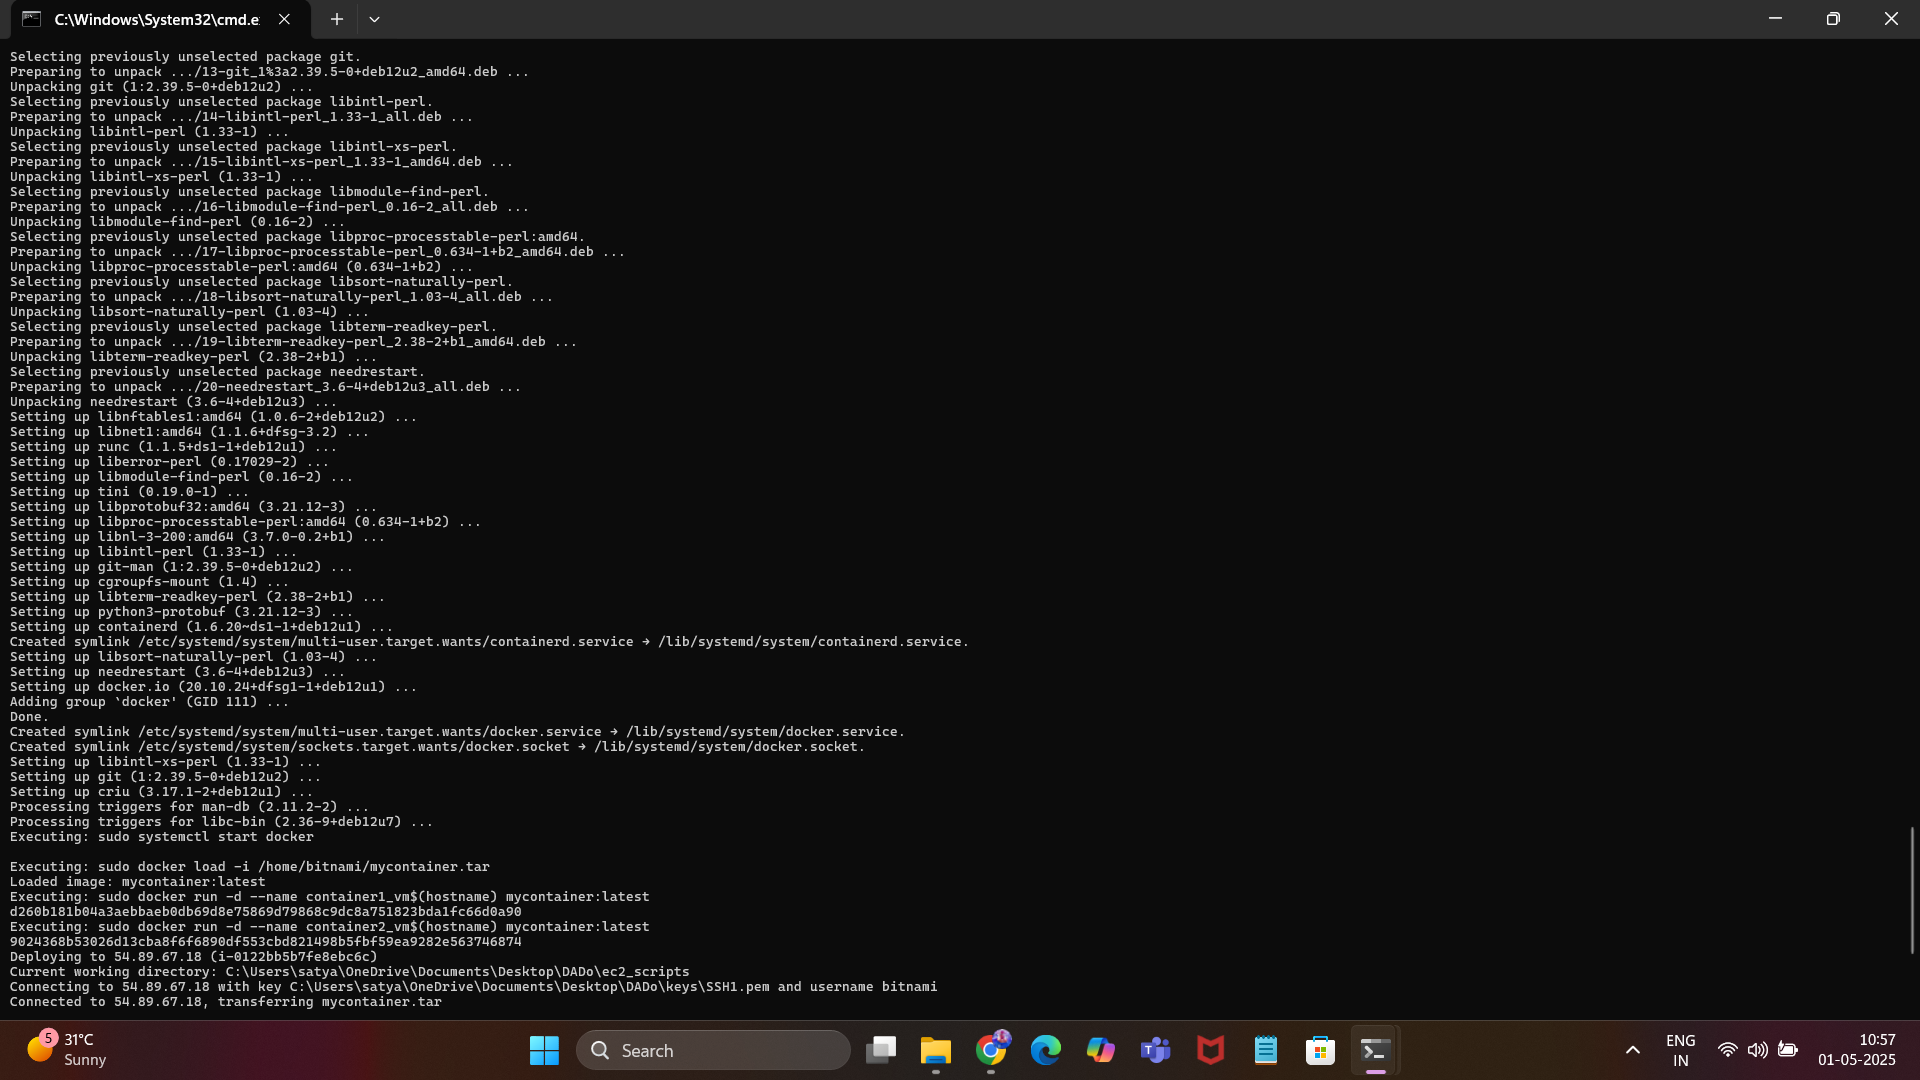 C:\Windows\System32\cmd.e
Selecting previously unselected package git.
Preparing to unpack .../13-git_1%3a2.39.5-0+deb12u2_amd64.deb ...
Unpacking git (1:2.39.5-0+deb12u2) ...
Selecting previously unselected package libintl-perl.
Preparing to unpack .../14-libintl-perl_1.33-1_all.deb ...
Unpacking libintl-perl (1.33-1) ...
Selecting previously unselected package libintl-xs-perl.
Preparing to unpack .../15-libintl-xs-perl_1.33-1_amd64.deb ...
Unpacking libintl-xs-perl (1.33-1) ...
Selecting previously unselected package libmodule-find-perl.
Preparing to unpack .../16-libmodule-find-perl_0.16-2_all.deb ...
Unpacking libmodule-find-perl (0.16-2) ...
Selecting previously unselected package libproc-processtable-perl:amd64.
Preparing to unpack .../17-libproc-processtable-perl_0.634-1+b2_amd64.deb ...
Unpacking libproc-processtable-perl:amd64 (0.634-1+b2) ...
Selecting previously unselected package libsort-naturally-perl.
Preparing to unpack .../18-libsort-naturally-perl_1.03-4_all.deb ...
Unpacking libsort-naturally-perl (1.03-4) ...
Selecting previously unselected package libterm-readkey-perl.
Preparing to unpack .../19-libterm-readkey-perl_2.38-2+b1_amd64.deb ...
Unpacking libterm-readkey-perl (2.38-2+b1) ...
Selecting previously unselected package needrestart.
Preparing to unpack .../20-needrestart_3.6-4+deb12u3_all.deb ...
Unpacking needrestart (3.6-4+deb12u3) ...
Setting up libnftables1:amd64 (1.0.6-2+deb12u2) ...
Setting up libnet1:amd64 (1.1.6+dfsg-3.2) ...
Setting up runc (1.1.5+ds1-1+deb12u1) ...
Setting up liberror-perl (0.17029-2) ...
Setting up libmodule-find-perl (0.16-2) ...
Setting up tini (0.19.0-1) ...
Setting up libprotobuf32:amd64 (3.21.12-3) ...
Setting up libproc-processtable-perl:amd64 (0.634-1+b2) ...
Setting up libnl-3-200:amd64 (3.7.0-0.2+b1) ...
Setting up libintl-perl (1.33-1) ...
Setting up git-man (1:2.39.5-0+deb12u2) ...
Setting up cgroupfs-mount (1.4) ...
Setting up libterm-readkey-perl (2.38-2+b1) ...
Setting up python3-protobuf (3.21.12-3) ...
Setting up containerd (1.6.20~ds1-1+deb12u1) ...
Created symlink /etc/systemd/system/multi-user.target.wants/containerd.service → /lib/systemd/system/containerd.service.
Setting up libsort-naturally-perl (1.03-4) ...
Setting up needrestart (3.6-4+deb12u3) ...
Setting up docker.io (20.10.24+dfsg1-1+deb12u1) ...
Adding group `docker' (GID 111) ...
Done.
Created symlink /etc/systemd/system/multi-user.target.wants/docker.service → /lib/systemd/system/docker.service.
Created symlink /etc/systemd/system/sockets.target.wants/docker.socket → /lib/systemd/system/docker.socket.
Setting up libintl-xs-perl (1.33-1) ...
Setting up git (1:2.39.5-0+deb12u2) ...
Setting up criu (3.17.1-2+deb12u1) ...
Processing triggers for man-db (2.11.2-2) ...
Processing triggers for libc-bin (2.36-9+deb12u7) ...
Executing: sudo systemctl start docker
Executing: sudo docker load -i /home/bitnami/mycontainer.tar
Loaded image: mycontainer:latest
Executing: sudo docker run -d --name container1_vm$(hostname) mycontainer:latest
d260b181b04a3aebbaeb0db69d8e75869d79868c9dc8a751823bda1fc66d0a90
Executing: sudo docker run -d --name container2_vm$(hostname) mycontainer:latest
9024368b53026d13cba8f6f6890df553cbd821498b5fbf59ea9282e563746874
Deploying to 54.89.67.18 (i-0122bb5b7fe8ebc6c)
Current working directory: C:\Users\satya\OneDrive\Documents\Desktop\DADo\ec2_scripts
Connecting to 54.89.67.18 with key C:\Users\satya\OneDrive\Documents\Desktop\DADo\keys\SSH1.pem and username bitnami
Connected to 54.89.67.18, transferring mycontainer.tar
5
31°C
Sunny
Search
ENG
IN
10:57
01-05-2025